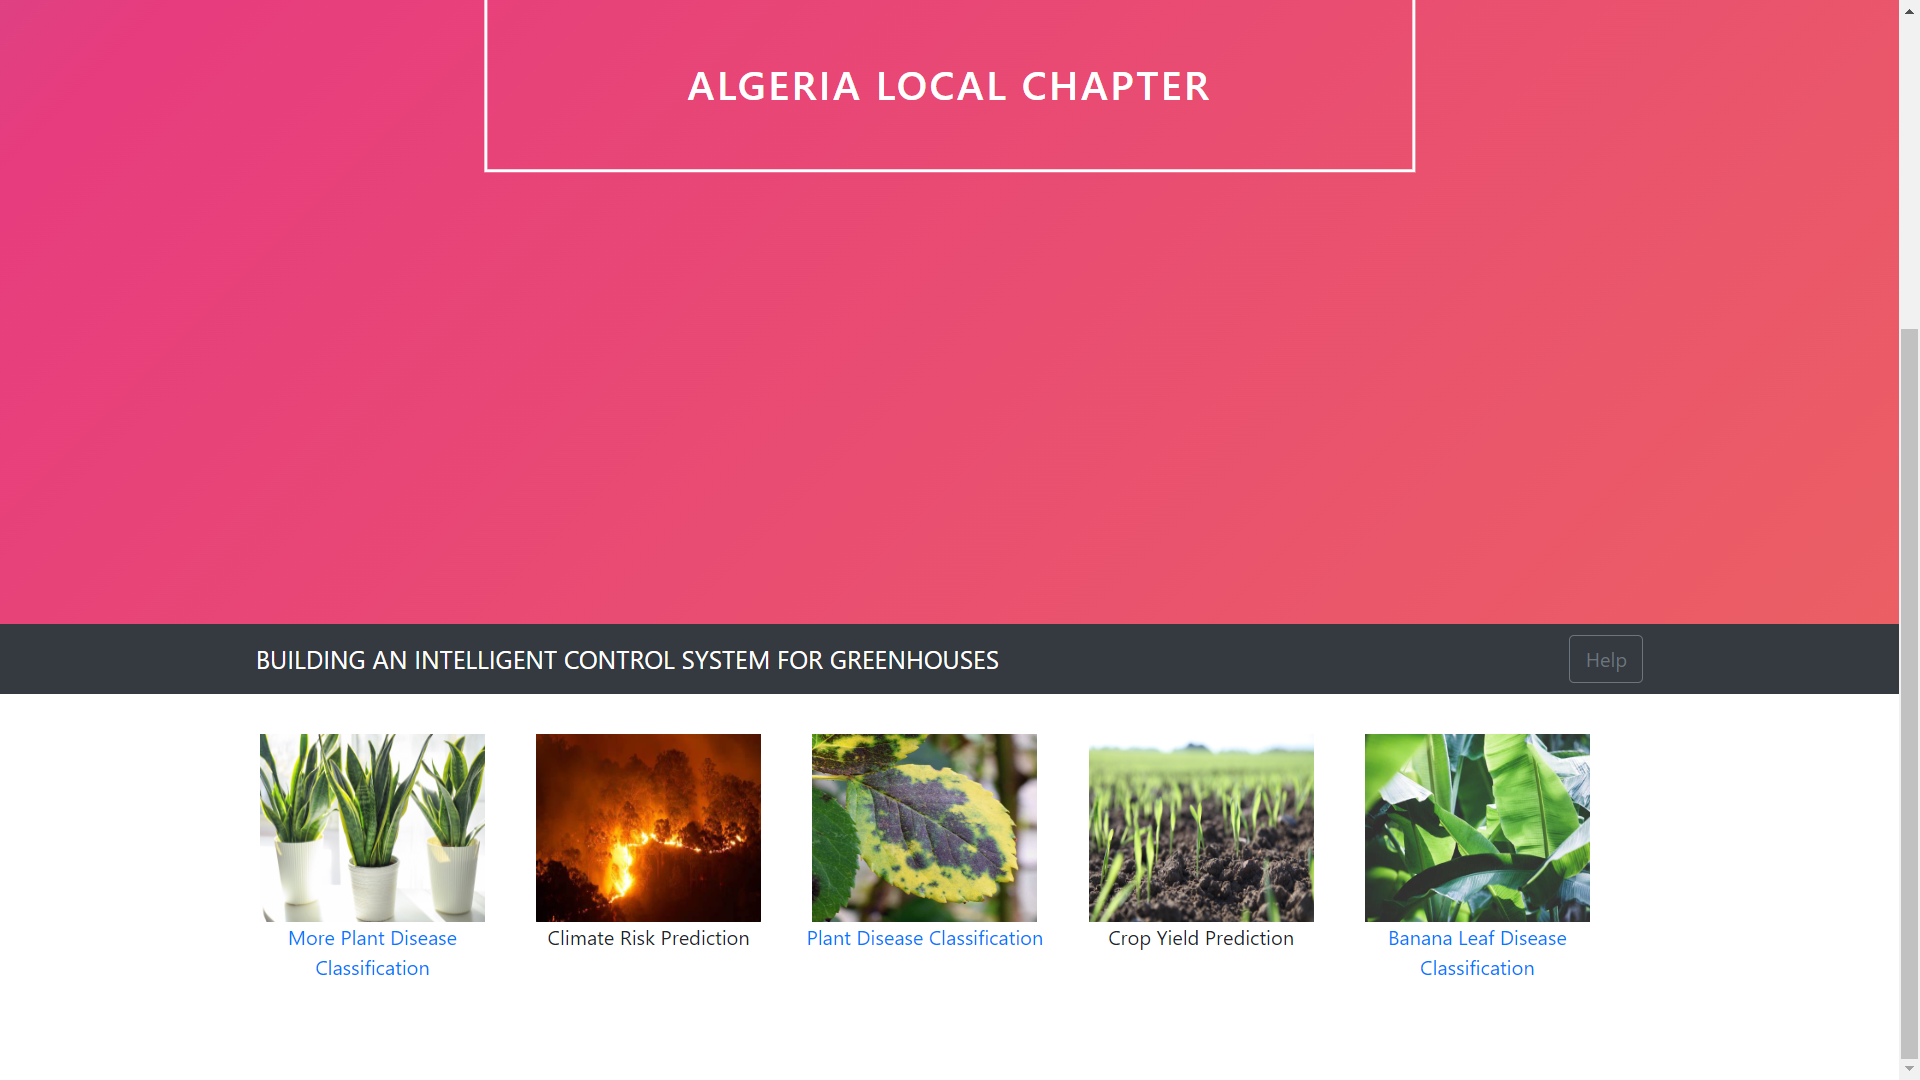 ALGERIA LOCAL CHAPTER
BUILDING AN INTELLIGENT CONTROL SYSTEM FOR GREENHOUSES
Help
More Plant Disease
Classification
Climate Risk Prediction
Plant Disease Classification
Crop Yield Prediction
Banana Leaf Disease
Classification